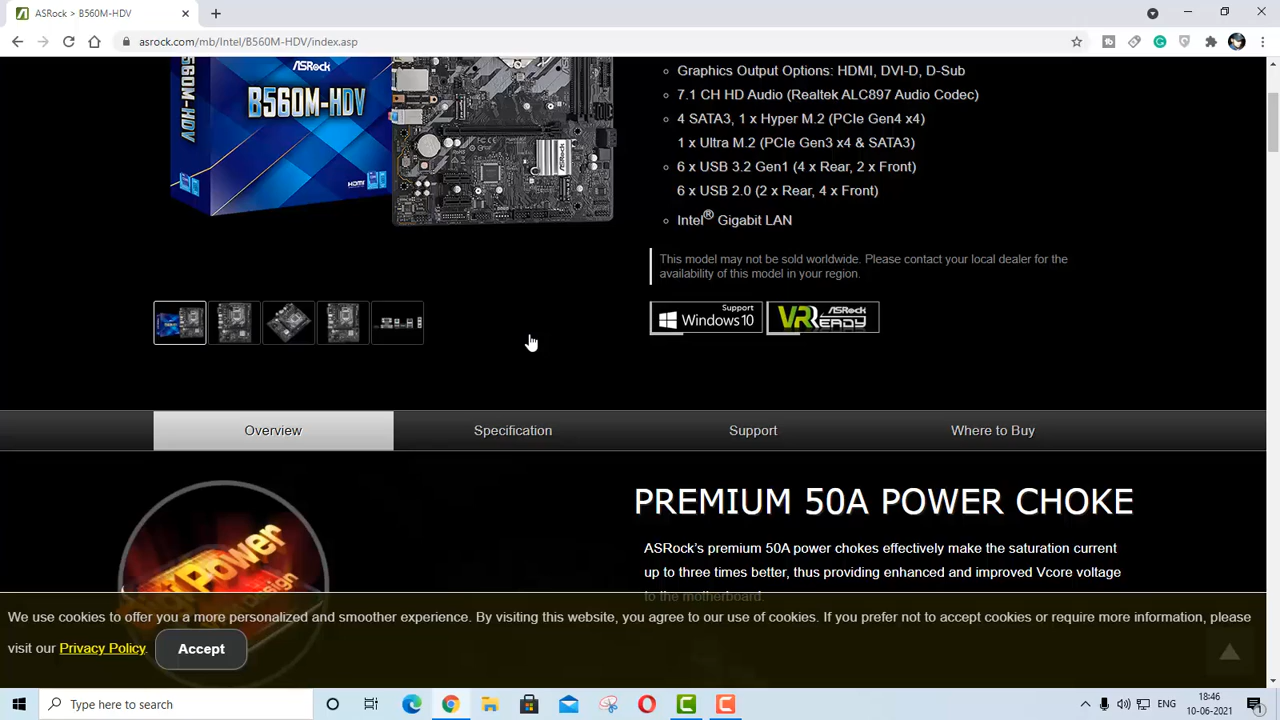 ASRock > B560M-HDV
asrock.com/mb/Intel/B560M-HDV/index.asp
ASRock
B560M-HDV
B560M-HDV
HDMI
Graphics Output Options: HDMI, DVI-D, D-Sub
7.1 CH HD Audio (Realtek ALC897 Audio Codec)
4 SATA3, 1 x Hyper M.2 (PCIe Gen4 x4)
1 x Ultra M.2 (PCIe Gen3 x4 & SATA3)
6 x USB 3.2 Gen1 (4 x Rear, 2 x Front)
6 x USB 2.0 (2 x Rear, 4 x Front)
Intel® Gigabit LAN
This model may not be sold worldwide. Please contact your local dealer for the
availability of this model in your region.
Support
Windows 10
ASRock
VR READY
Overview
Specification
Support
Where to Buy
PREMIUM 50A POWER CHOKE
ASRock's premium 50A power chokes effectively make the saturation current
up to three times better, thus providing enhanced and improved Vcore voltage
to the motherboard.
We use cookies to offer you a more personalized and smoother experience. By visiting this website, you agree to our use of cookies. If you prefer not to accept cookies or require more information, please
visit our Privacy Policy.
Accept
Type here to search
ENG
18:46
10-06-2021